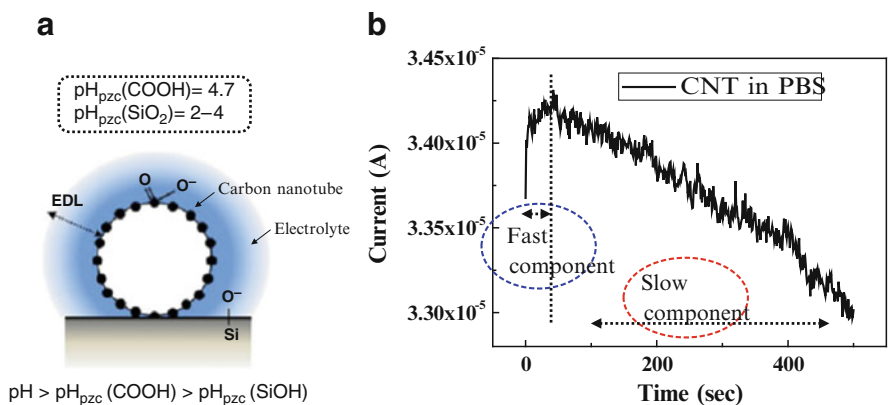 a
pHpzc(COOH)= 4.7
pHpzc(SiO2)= 2–4
O
O−
EDL
Carbon nanotube
Electrolyte
O−
Si
pH > pHpzc (COOH) > pHpzc (SiOH)
b
3.45x10-5
3.40x10-5
3.35x10-5
3.30x10-5
Current (A)
CNT in PBS
Fast
component
Slow
component
0
200
400
Time (sec)